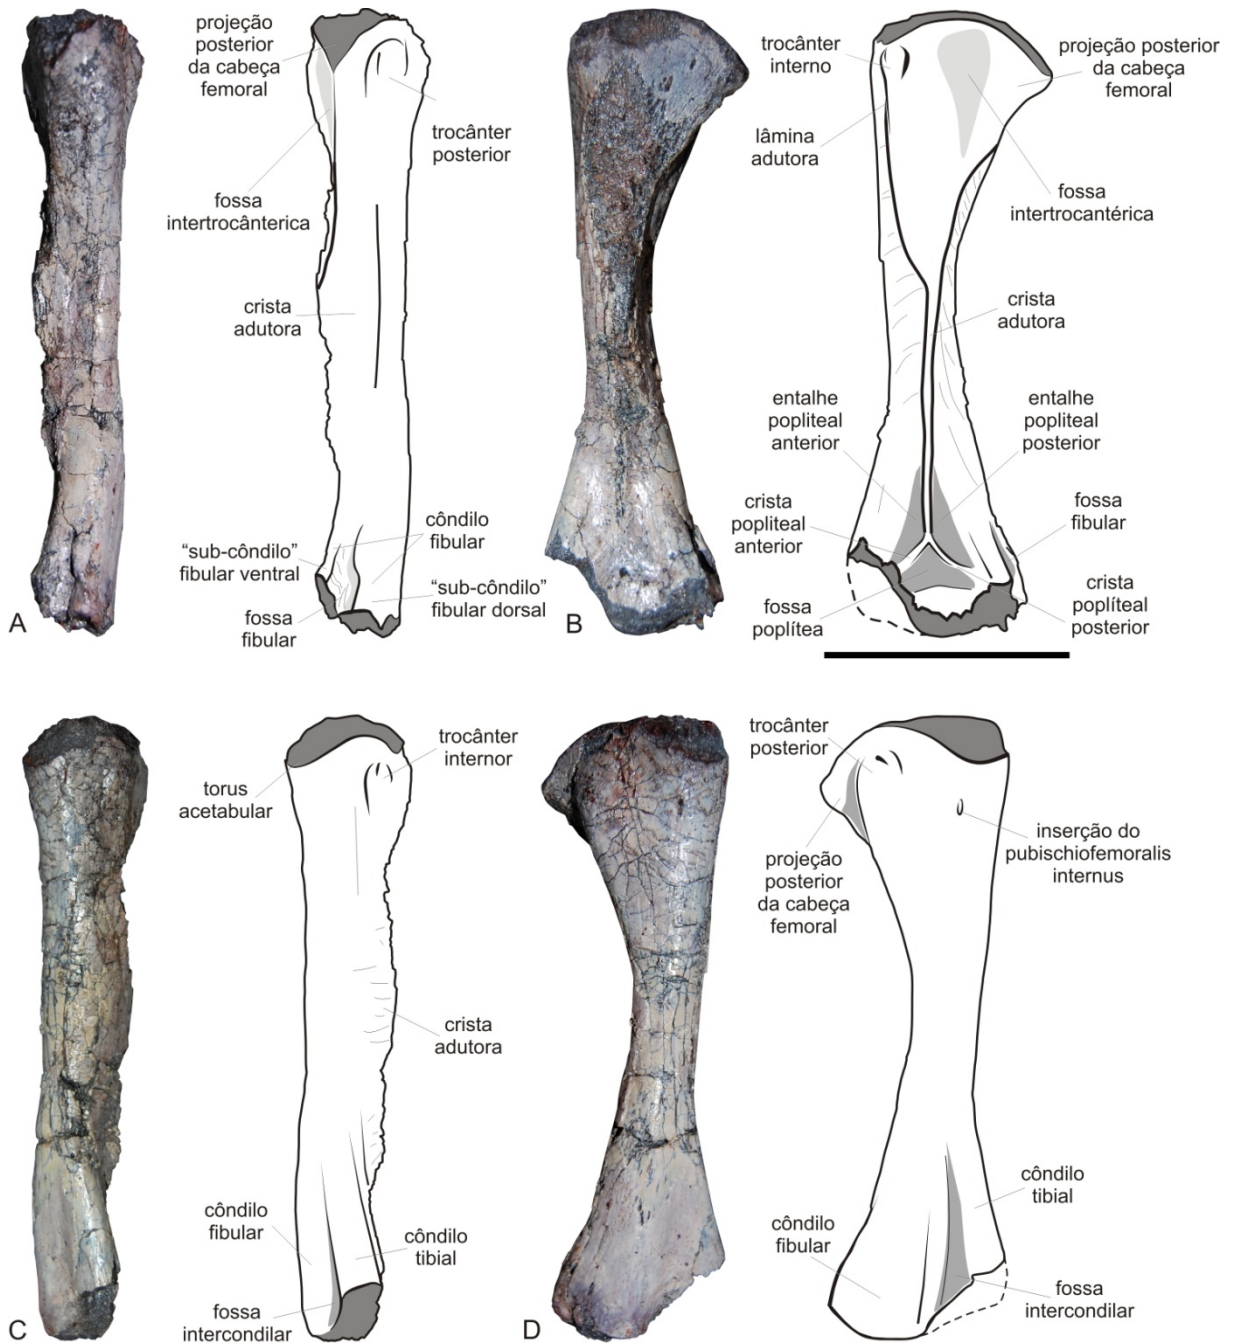 projeção
posterior
da cabeça
femoral
trocânter
posterior
fossa
intertrocânterica
crista
adutora
côndilo
fibular
“sub-côndilo”
fibular ventral
“sub-côndilo”
fibular dorsal
fossa
fibular
A
trocânter
interno
projeção posterior
da cabeça
femoral
lâmina
adutora
fossa
intertrocantérica
crista
adutora
entalhe
popliteal
anterior
entalhe
popliteal
posterior
crista
popliteal
anterior
fossa
fibular
fossa
poplítea
crista
poplíteal
posterior
B
trocânter
internor
torus
acetabular
crista
adutora
côndilo
fibular
côndilo
tibial
fossa
intercondilar
C
trocânter
posterior
inserção do
pubischiofemoralis
internus
projeção
posterior
da cabeça
femoral
côndilo
tibial
côndilo
fibular
fossa
intercondilar
D